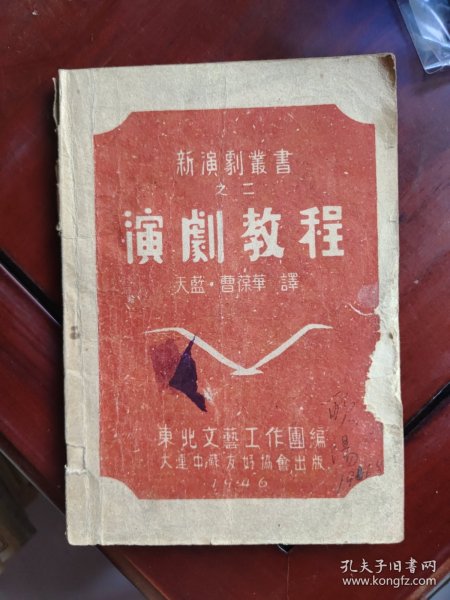 新演劇叢書
之二
演劇教程
天藍·曹葆華 譯
東北文藝工作團編
大連中蘇友好協會出版
1946
孔夫子旧书网
www.kongfz.com